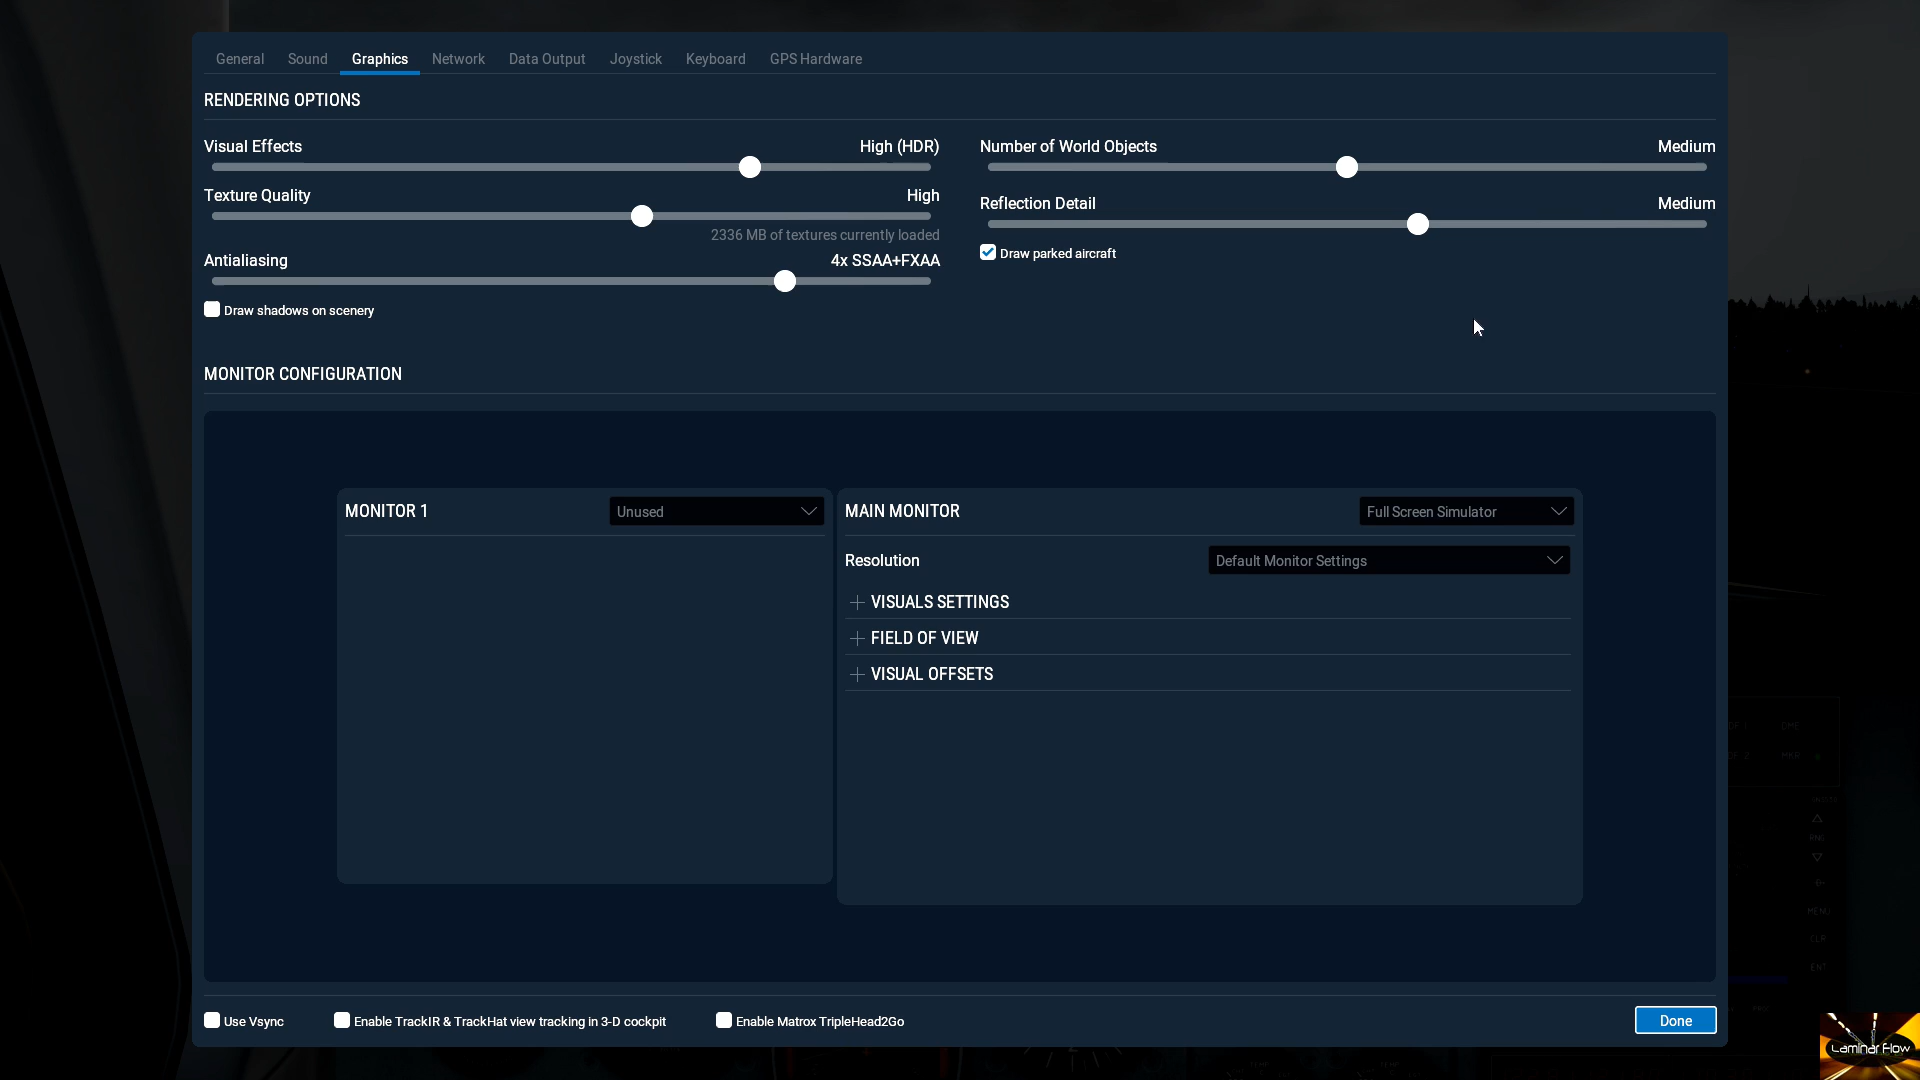 General Sound Graphics Network Data Output Joystick Keyboard GPS Hardware
RENDERING OPTIONS
Visual Effects High (HDR)
Texture Quality High
2336 MB of textures currently loaded
Antialiasing 4x SSAA+FXAA
Draw shadows on scenery
Number of World Objects Medium
Reflection Detail Medium
Draw parked aircraft
MONITOR CONFIGURATION
MONITOR 1 Unused
MAIN MONITOR Full Screen Simulator
Resolution Default Monitor Settings
VISUALS SETTINGS
FIELD OF VIEW
VISUAL OFFSETS
MENU
CLR
ENT
Use Vsync Enable TrackIR & TrackHat view tracking in 3-D cockpit Enable Matrox TripleHead2Go Done
Laminar Flow